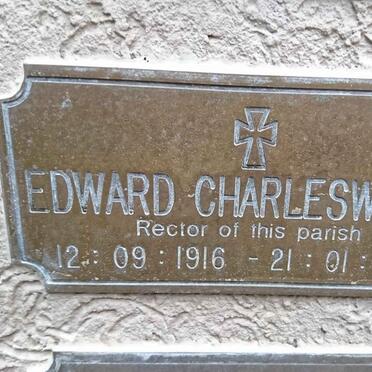 EDWARD CHARLESW
Rector of this parish
12 : 09 : 1916 - 21 : 01 :